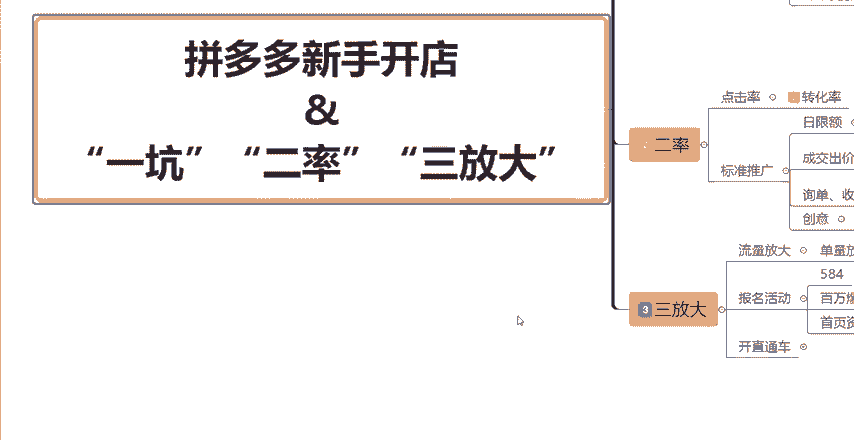 拼多多新手开店
&
“一坑” “二率” “三放大”
二率
点击率
转化率
标准推广
日限额
成交出价
询单、收
创意
3 三放大
流量放大
单量放
报名活动
584
百万爆
首页资
开直通车